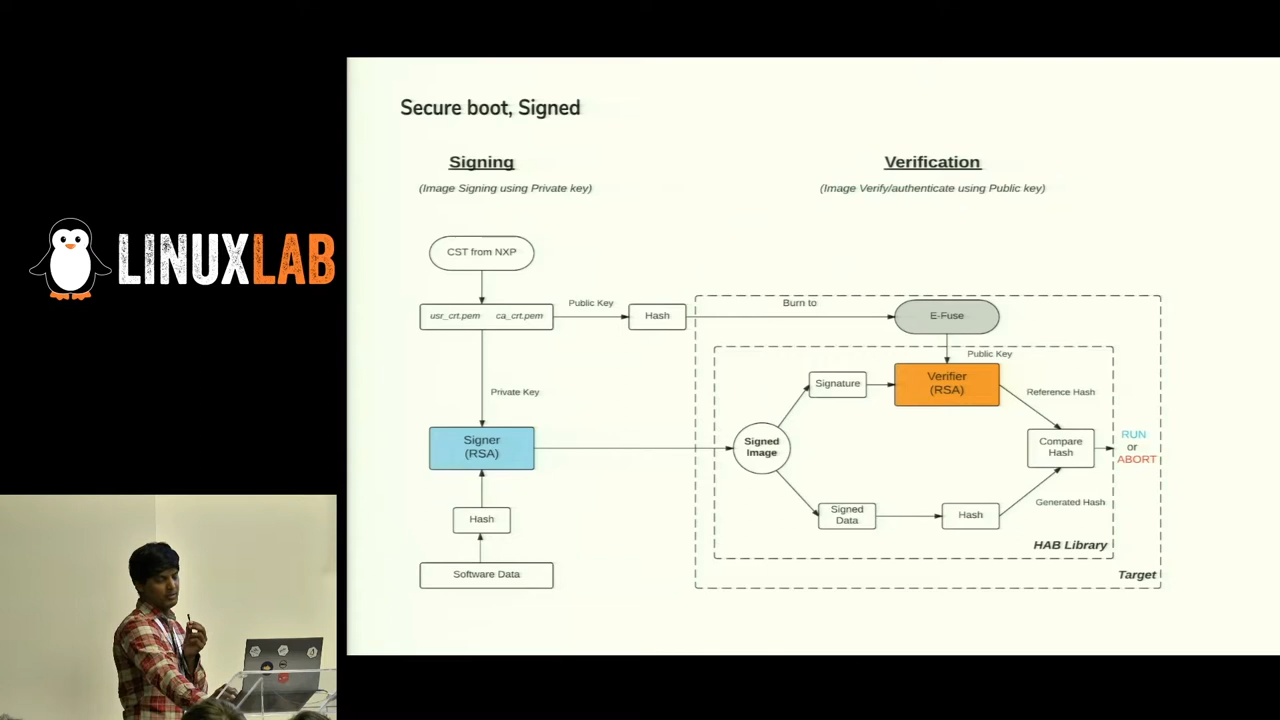 LINUXLAB
Secure boot, Signed
Signing
(Image Signing using Private key)
Verification
(Image Verify/authenticate using Public key)
CST from NXP
usr_crt.pem ca_crt.pem
Public Key
Hash
Burn to
E-Fuse
Public Key
Private Key
Signature
Verifier
(RSA)
Reference Hash
Signer
(RSA)
Signed
Image
Compare
Hash
RUN
or
ABORT
Hash
Signed
Data
Hash
Generated Hash
HAB Library
Software Data
Target